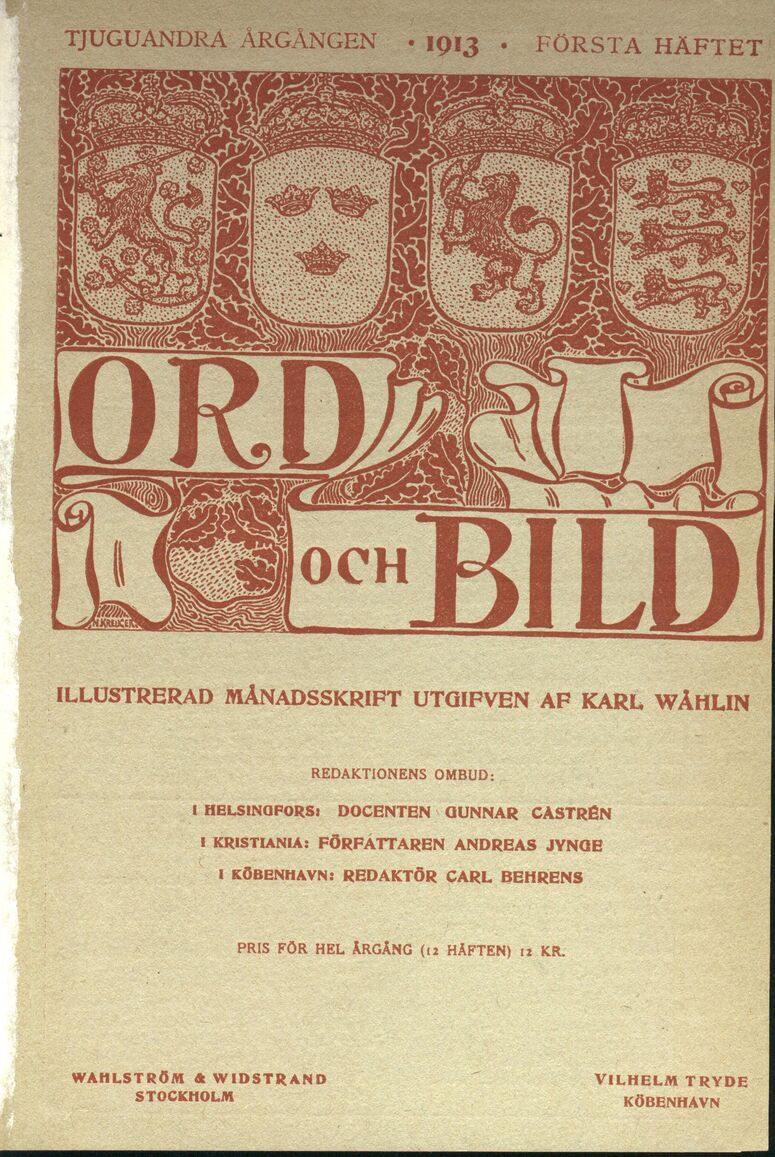 TJUGUANDRA ÅRGÅNGEN • 1913 • FÖRSTA HÄFTET
ORD
OCH BILD
N. KREUGER
ILLUSTRERAD MÅNADSSKRIFT UTGIFVEN AF KARL WÅHLIN
REDAKTIONENS OMBUD:
I HELSINGFORS: DOCENTEN GUNNAR CASTRÉN
I KRISTIANIA: FÖRFATTAREN ANDREAS JYNGE
I KÖBENHAVN: REDAKTÖR CARL BEHRENS
PRIS FÖR HEL ÅRGÅNG (12 HÄFTEN) 12 KR.
WAHLSTRÖM & WIDSTRAND
STOCKHOLM
VILHELM TRYDE
KÖBENHAVN